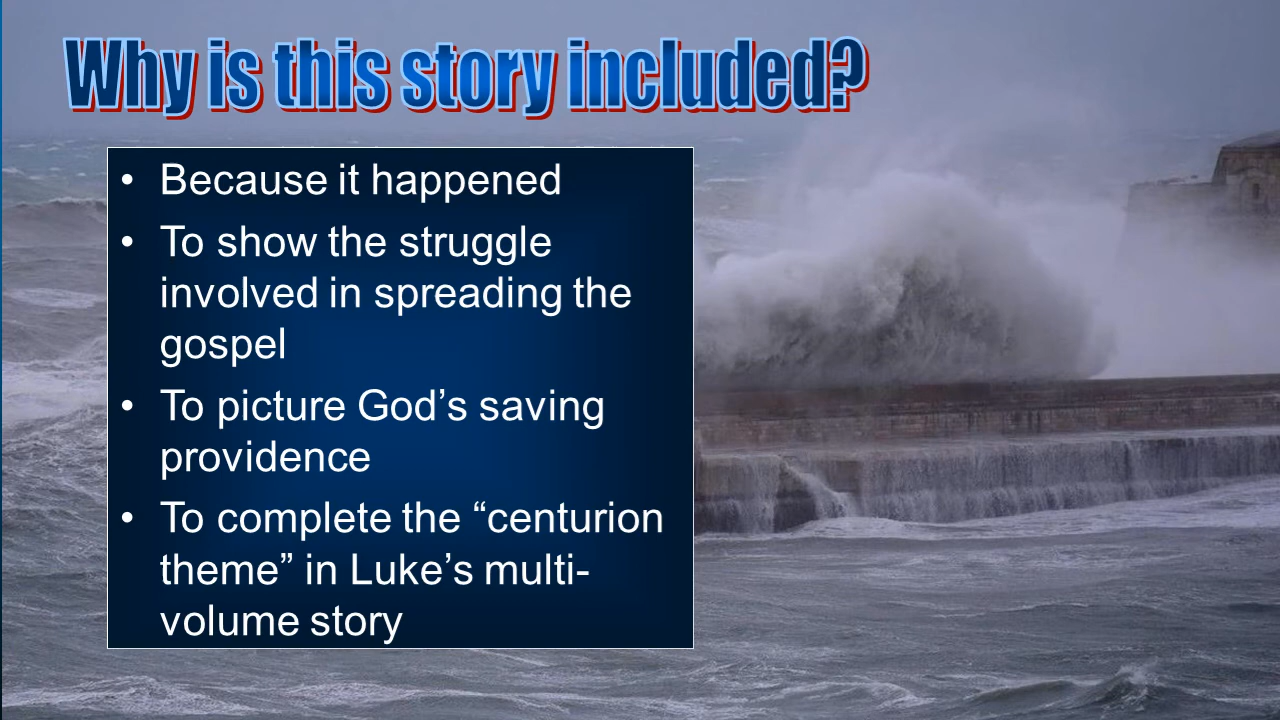 Why is this story included?
• Because it happened
• To show the struggle
involved in spreading the
gospel
• To picture God’s saving
providence
• To complete the “centurion
theme” in Luke’s multi-
volume story